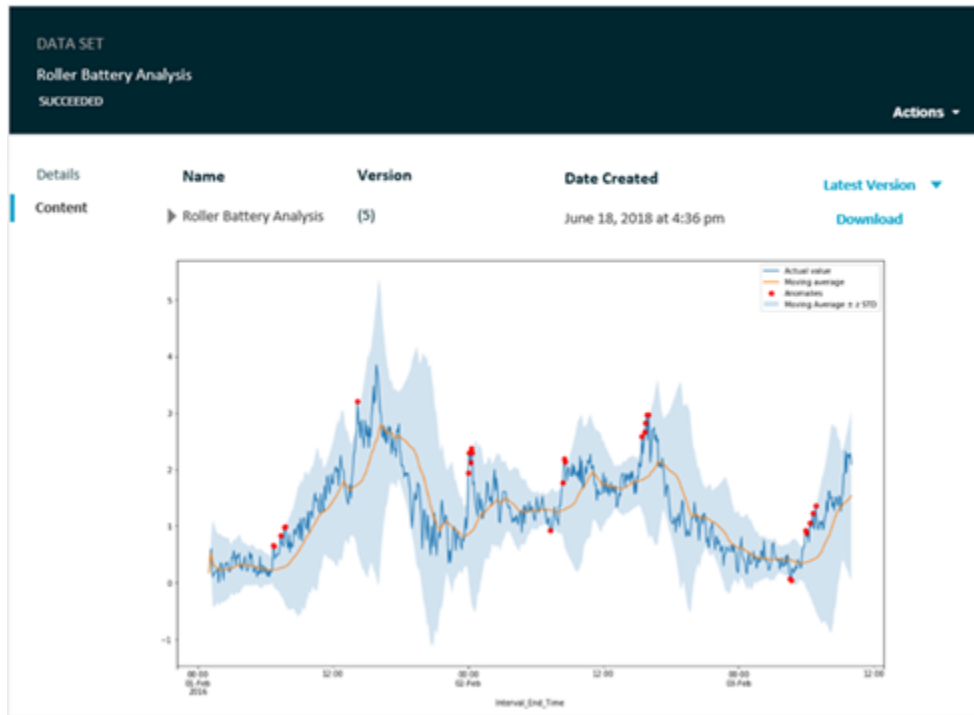 DATA SET
Roller Battery Analysis
SUCCEEDED
Actions
Details
Content
Name Version Date Created Latest Version
Roller Battery Analysis (5) June 18, 2018 at 4:36 pm Download
Actual value
Moving average
Anomalies
Moving Average ± z STD
5
4
3
2
1
0
−1
00:00 12:00 00:00 12:00 00:00 12:00
01-Feb 02-Feb 03-Feb
2016
Interval_End_Time